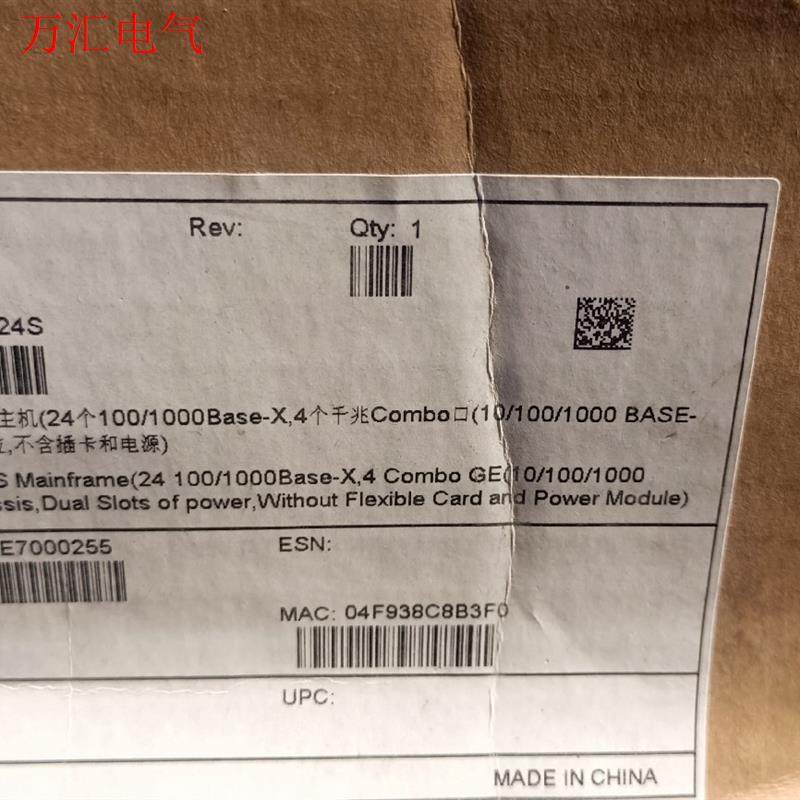 万汇电气
Rev: Qty: 1
24S
主机(24个100/1000Base-X,4个千兆Combo口(10/100/1000 BASE-
,不含插卡和电源)
S Mainframe(24 100/1000Base-X,4 Combo GE(10/100/1000
ssis,Dual Slots of power,Without Flexible Card and Power Module)
E7000255 ESN:
MAC: 04F938C8B3F0
UPC:
MADE IN CHINA